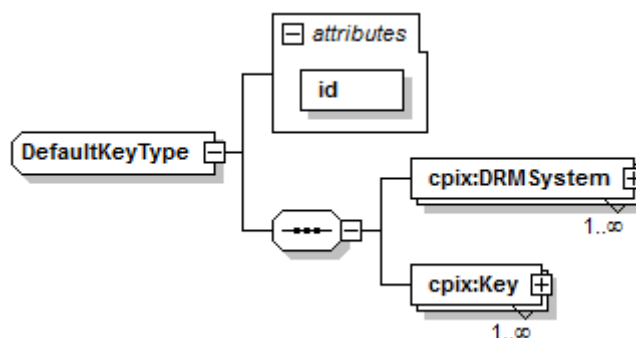 attributes
id
DefaultKeyType
cpix:DRMSystem
1..∞
cpix:Key
1..∞